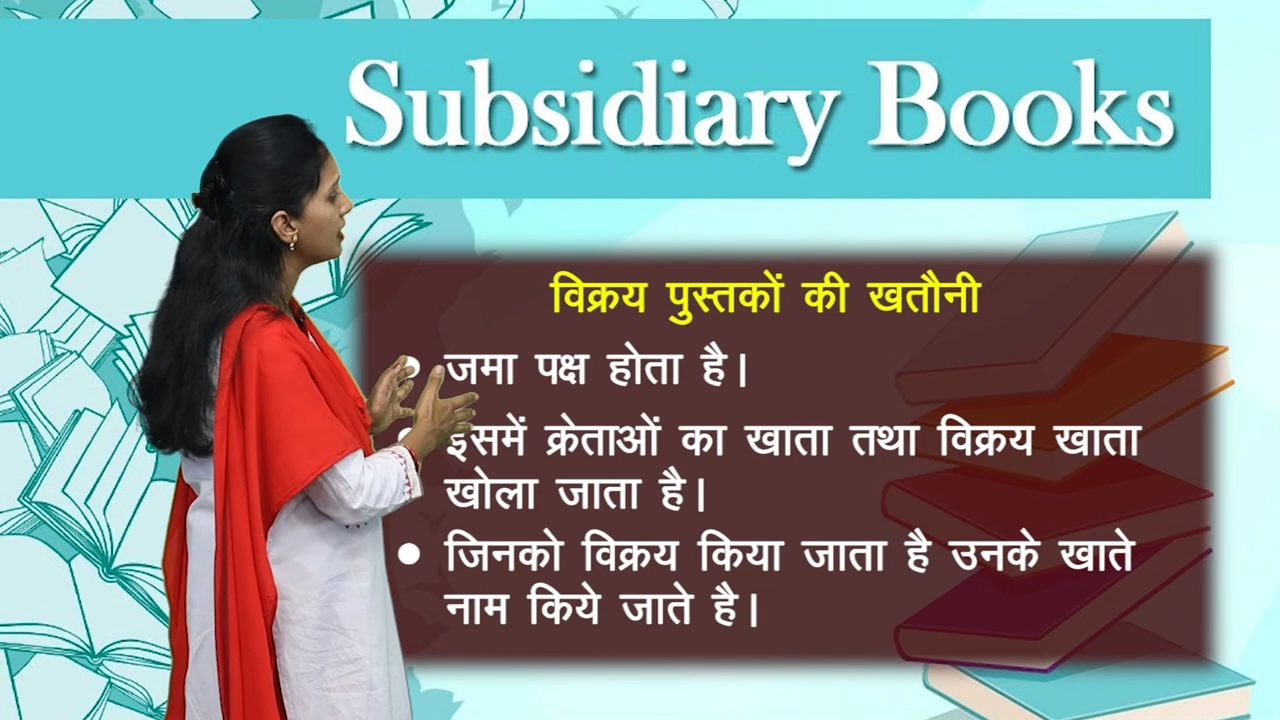 Subsidiary Books
विक्रय पुस्तकों की खतौनी
• जमा पक्ष होता है।
• इसमें क्रेताओं का खाता तथा विक्रय खाता
खोला जाता है।
• जिनको विक्रय किया जाता है उनके खाते
नाम किये जाते है।